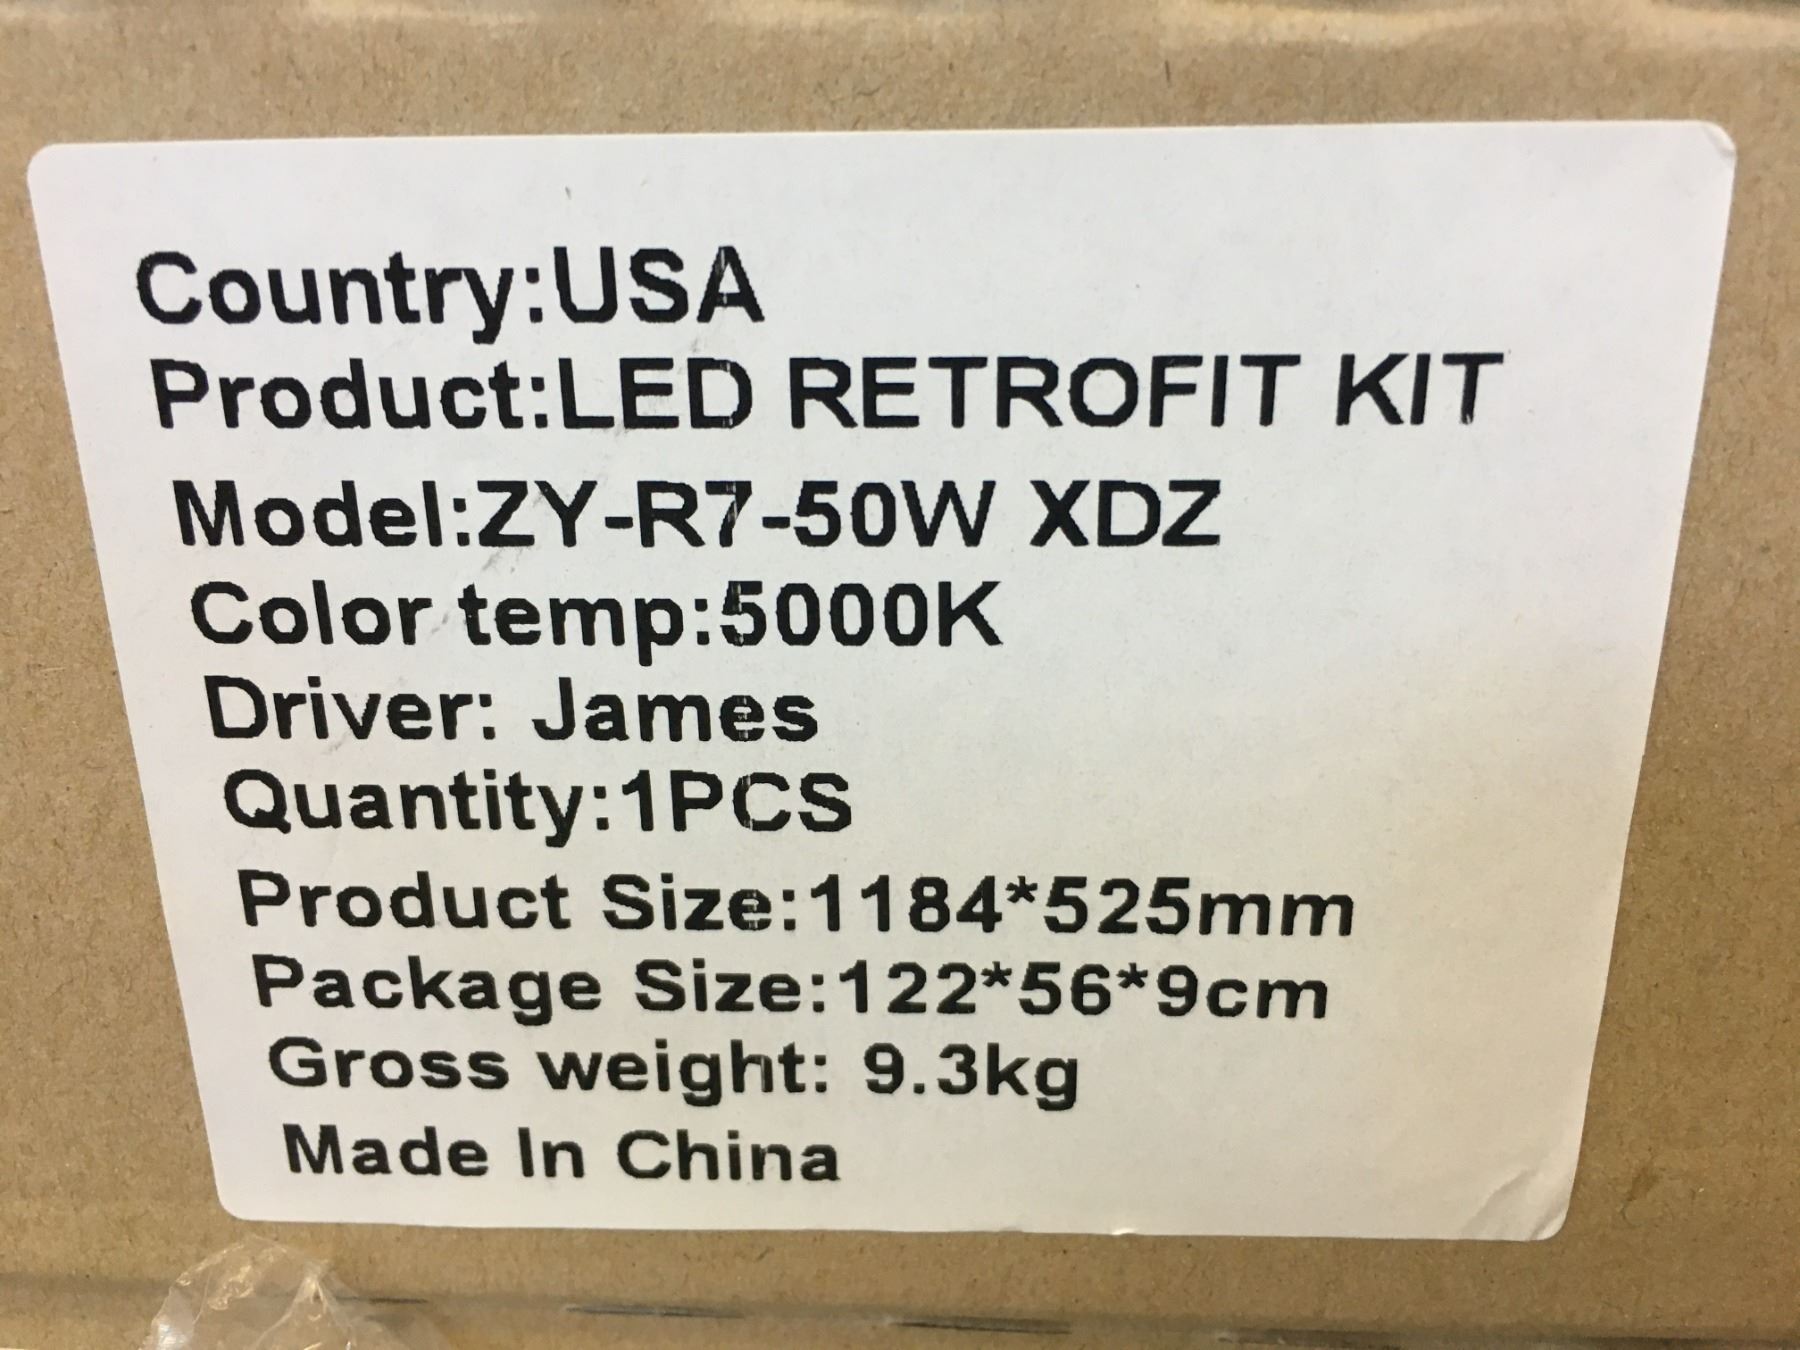 Country:USA
Product:LED RETROFIT KIT
Model:ZY-R7-50W XDZ
Color temp:5000K
Driver: James
Quantity:1PCS
Product Size:1184*525mm
Package Size:122*56*9cm
Gross weight: 9.3kg
Made In China